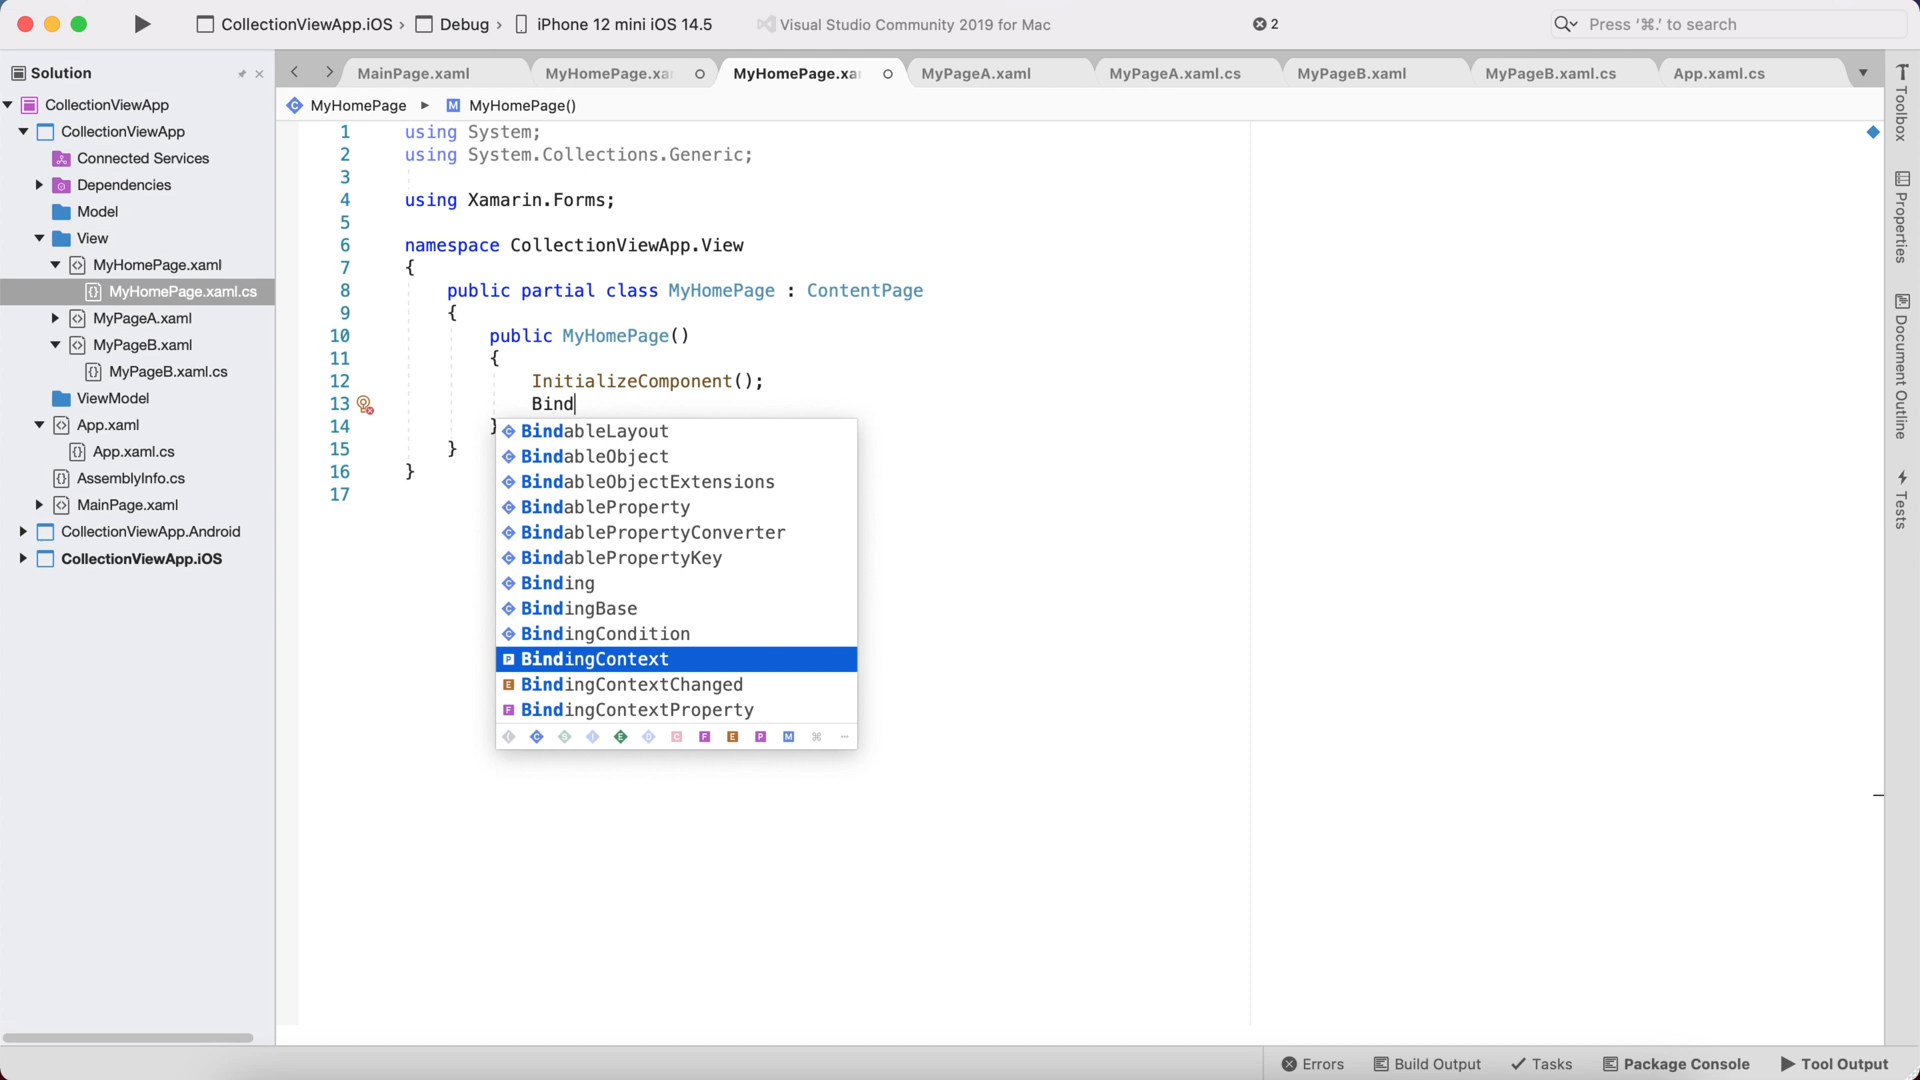 CollectionViewApp.iOS › Debug › iPhone 12 mini iOS 14.5
Visual Studio Community 2019 for Mac
2
Press ‘⌘.’ to search
Solution
MainPage.xaml
MyHomePage.xa
MyHomePage.xa
MyPageA.xaml
MyPageA.xaml.cs
MyPageB.xaml
MyPageB.xaml.cs
App.xaml.cs
MyHomePage
M MyHomePage()
CollectionViewApp
CollectionViewApp
Connected Services
Dependencies
Model
View
MyHomePage.xaml
MyHomePage.xaml.cs
MyPageA.xaml
MyPageB.xaml
MyPageB.xaml.cs
ViewModel
App.xaml
App.xaml.cs
AssemblyInfo.cs
MainPage.xaml
CollectionViewApp.Android
CollectionViewApp.iOS
1 using System;
2 using System.Collections.Generic;
3
4 using Xamarin.Forms;
5
6 namespace CollectionViewApp.View
7 {
8 public partial class MyHomePage : ContentPage
9 {
10 public MyHomePage()
11 {
12 InitializeComponent();
13 Bind
14 }
15 }
16 }
17
C BindableLayout
C BindableObject
C BindableObjectExtensions
C BindableProperty
C BindablePropertyConverter
C BindablePropertyKey
C Binding
C BindingBase
C BindingCondition
P BindingContext
E BindingContextChanged
F BindingContextProperty
C S I E D C F E P M ⌘ ···
Toolbox
Properties
Document Outline
Tests
Errors
Build Output
Tasks
Package Console
Tool Output